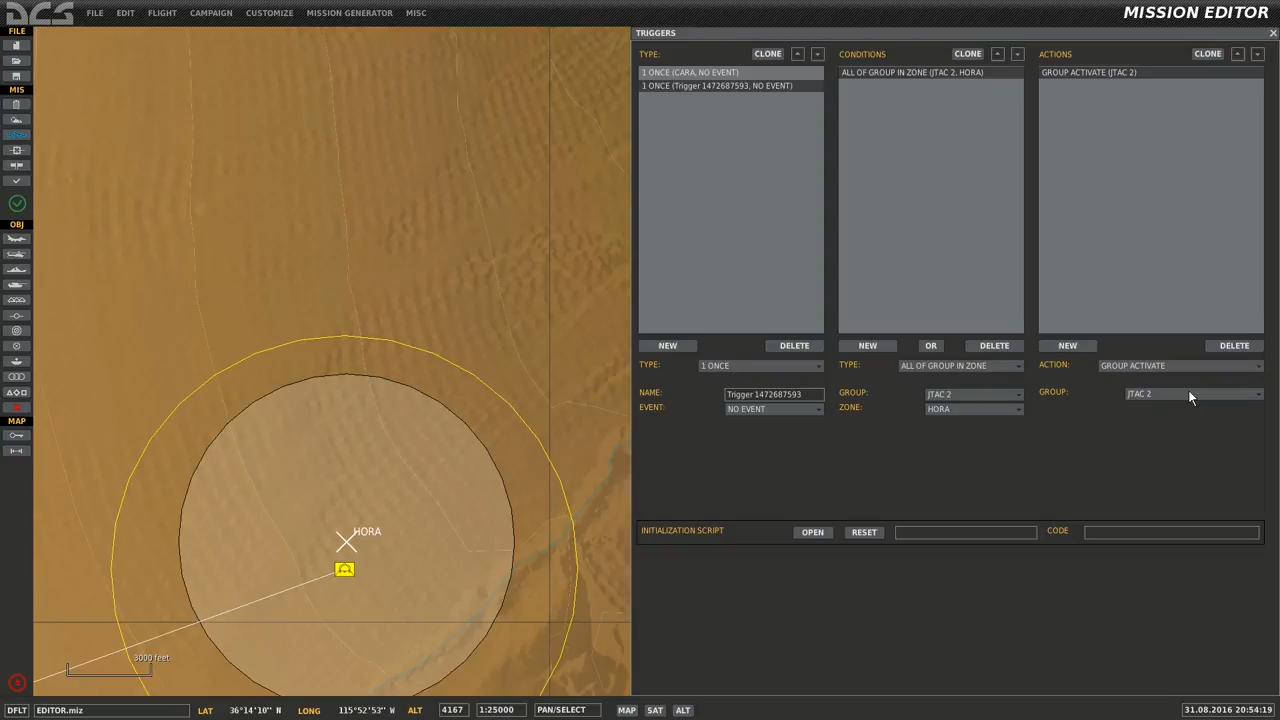 DCS
FILE EDIT FLIGHT CAMPAIGN CUSTOMIZE MISSION GENERATOR MISC
MISSION EDITOR
FILE
MIS
OBJ
MAP
TRIGGERS
TYPE: CLONE
1 ONCE (CARA, NO EVENT)
1 ONCE (Trigger 1472687593, NO EVENT)
NEW DELETE
TYPE: 1 ONCE
NAME: Trigger 1472687593
EVENT: NO EVENT
CONDITIONS CLONE
ALL OF GROUP IN ZONE (JTAC 2, HORA)
NEW OR DELETE
TYPE: ALL OF GROUP IN ZONE
GROUP: JTAC 2
ZONE: HORA
ACTIONS CLONE
GROUP ACTIVATE (JTAC 2)
NEW DELETE
ACTION: GROUP ACTIVATE
GROUP: JTAC 2
INITIALIZATION SCRIPT OPEN RESET CODE
HORA
3000 feet
DFLT EDITOR.miz LAT 36°14'10" N LONG 115°52'53" W ALT 4167 1:25000 PAN/SELECT MAP SAT ALT 31.08.2016 20:54:19